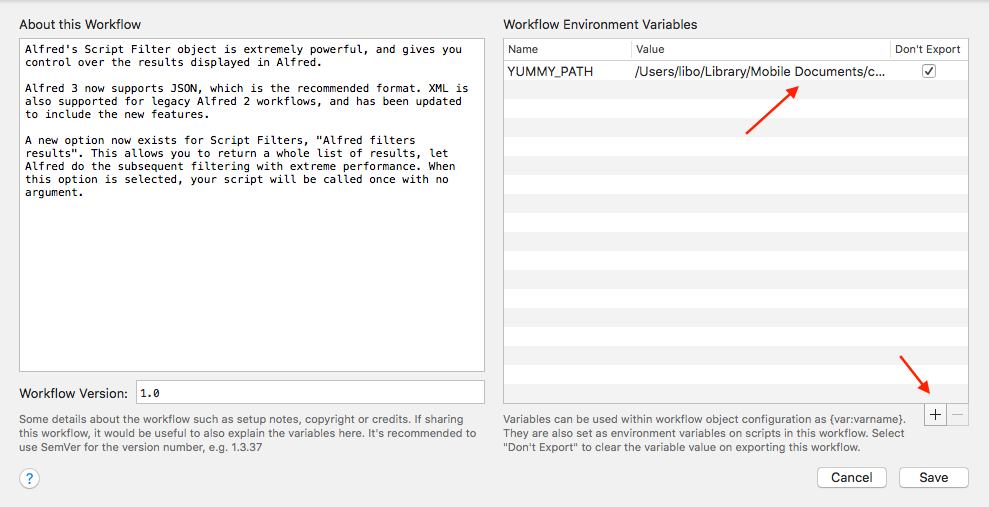 About this Workflow
Alfred's Script Filter object is extremely powerful, and gives you
control over the results displayed in Alfred.
Alfred 3 now supports JSON, which is the recommended format. XML is
also supported for legacy Alfred 2 workflows, and has been updated
to include the new features.
A new option now exists for Script Filters, "Alfred filters
results". This allows you to return a whole list of results, let
Alfred do the subsequent filtering with extreme performance. When
this option is selected, your script will be called once with no
argument.
Workflow Version: 1.0
Some details about the workflow such as setup notes, copyright or credits. If sharing
this workflow, it would be useful to also explain the variables here. It's recommended to
use SemVer for the version number, e.g. 1.3.37
?
Workflow Environment Variables
Name Value Don't Export
YUMMY_PATH /Users/libo/Library/Mobile Documents/c...
+ −
Variables can be used within workflow object configuration as {var:varname}.
They are also set as environment variables on scripts in this workflow. Select
"Don't Export" to clear the variable value on exporting this workflow.
Cancel Save